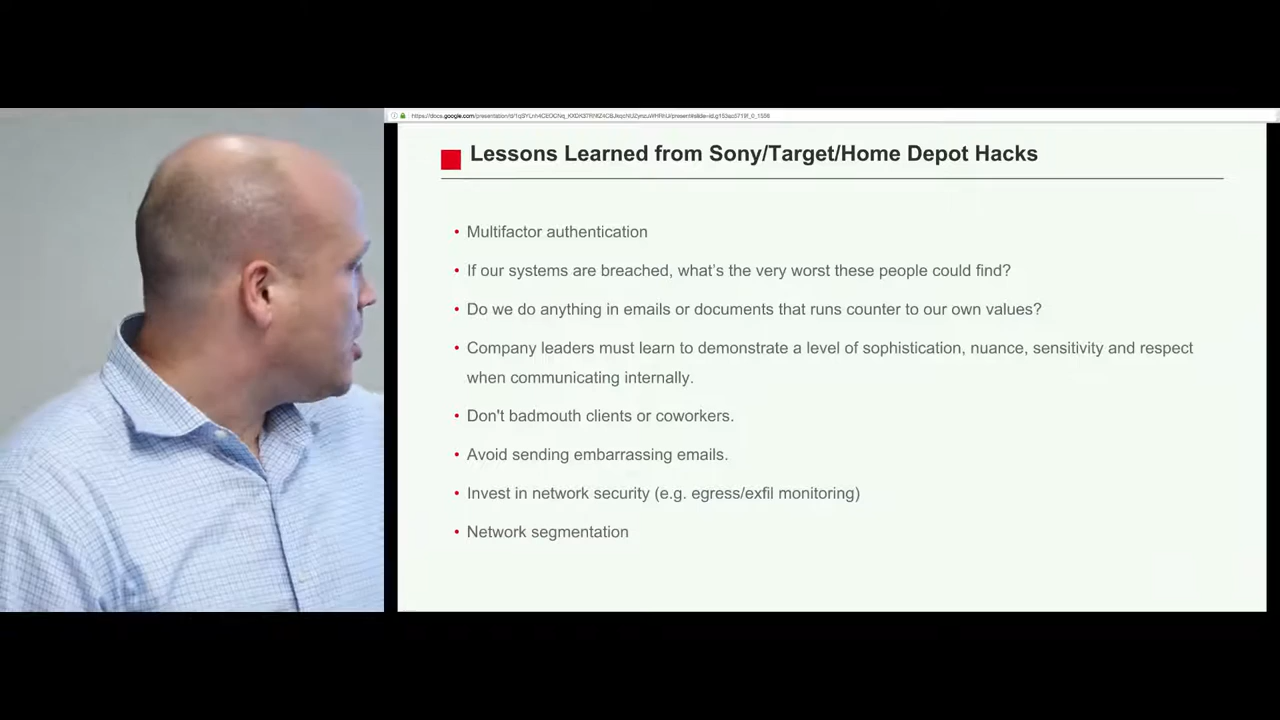 Lessons Learned from Sony/Target/Home Depot Hacks
• Multifactor authentication
• If our systems are breached, what's the very worst these people could find?
• Do we do anything in emails or documents that runs counter to our own values?
• Company leaders must learn to demonstrate a level of sophistication, nuance, sensitivity and respect
when communicating internally.
• Don't badmouth clients or coworkers.
• Avoid sending embarrassing emails.
• Invest in network security (e.g. egress/exfil monitoring)
• Network segmentation